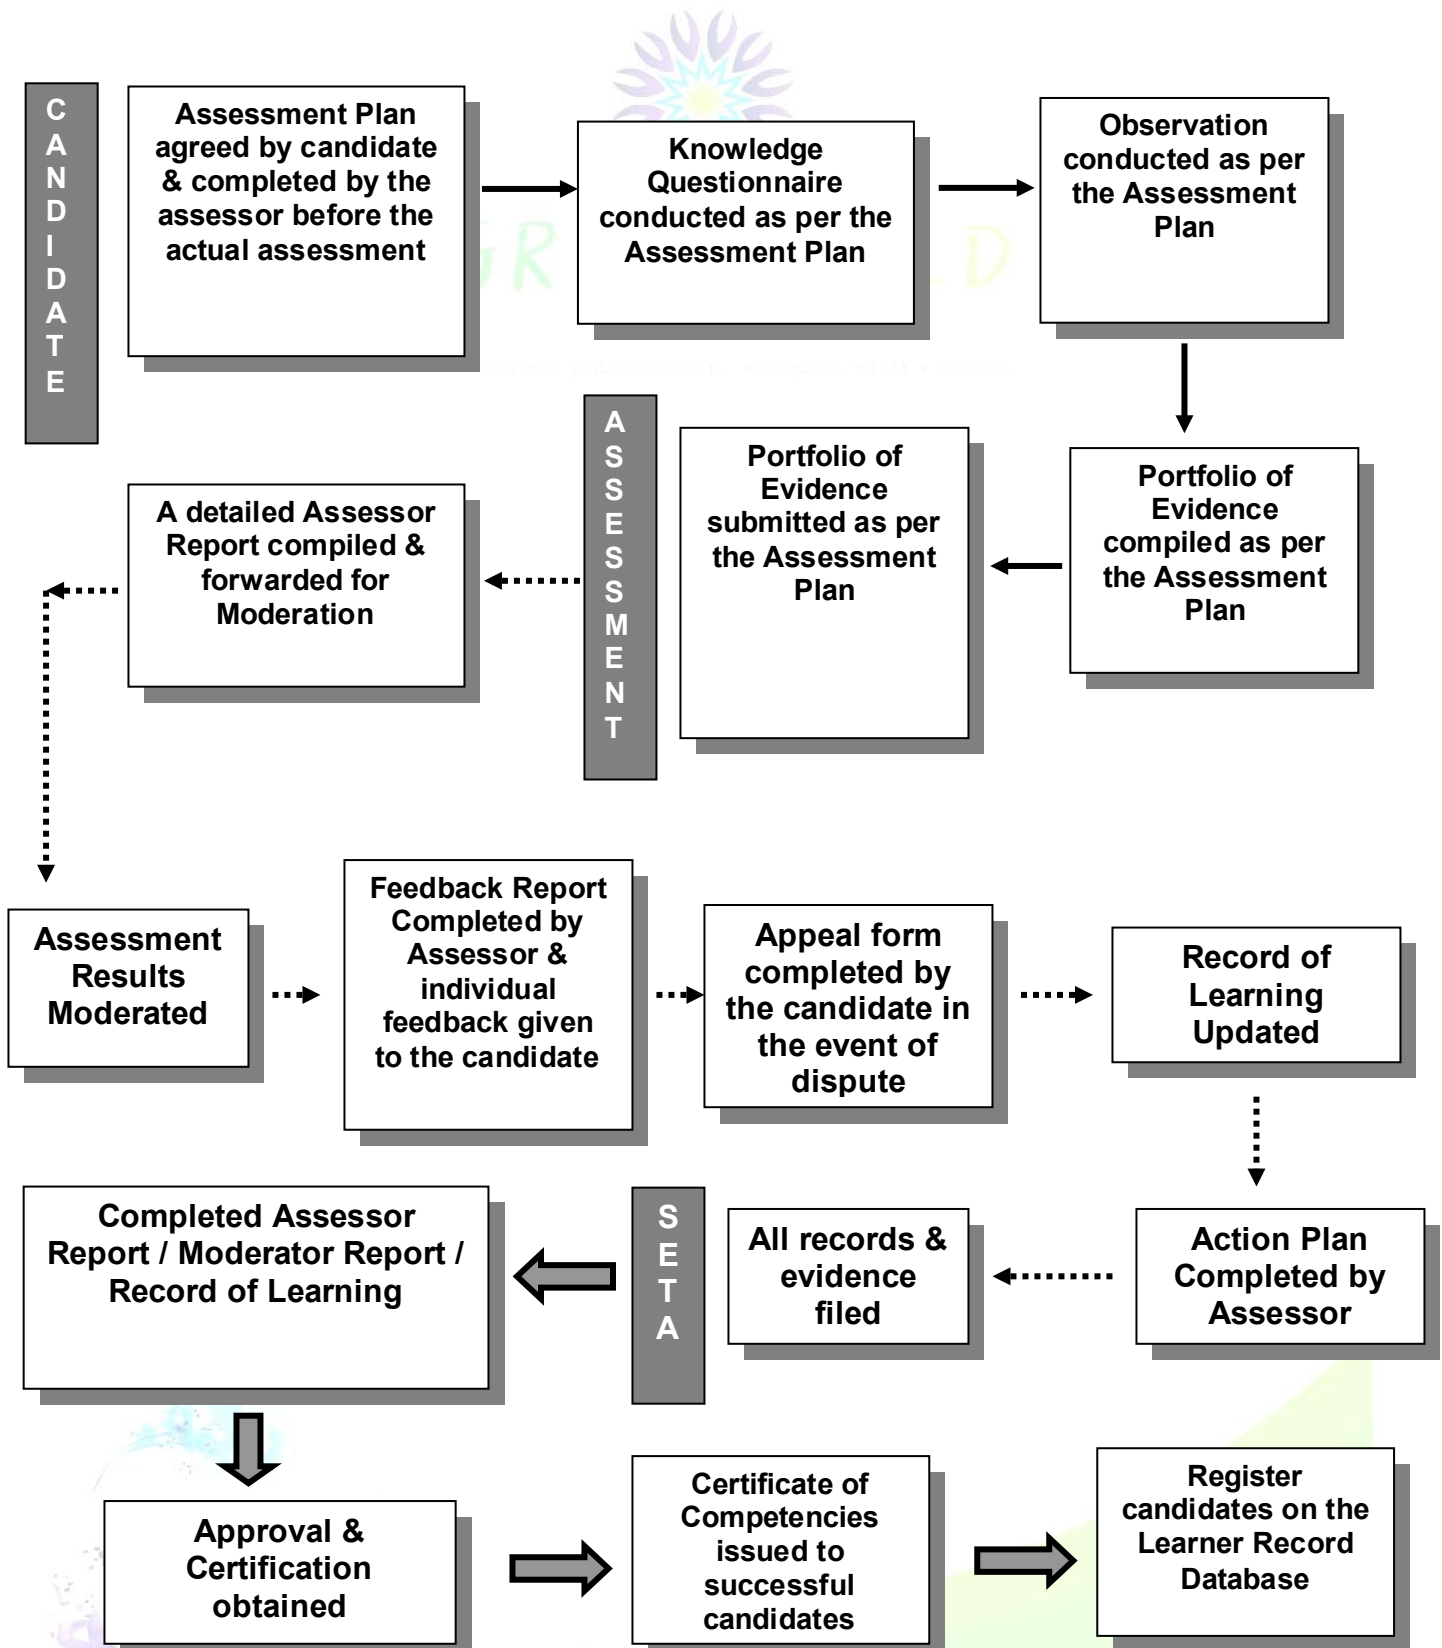 CANDIDATE
Assessment Plan
agreed by candidate
& completed by the
assessor before the
actual assessment
Knowledge
Questionnaire
conducted as per the
Assessment Plan
Observation
conducted as per
the Assessment
Plan
Portfolio of
Evidence
compiled as per
the Assessment
Plan
Portfolio of
Evidence
submitted as per
the Assessment
Plan
ASSESSMENT
A detailed Assessor
Report compiled &
forwarded for
Moderation
Assessment
Results
Moderated
Feedback Report
Completed by
Assessor &
individual
feedback given
to the candidate
Appeal form
completed by
the candidate in
the event of
dispute
Record of
Learning
Updated
Action Plan
Completed by
Assessor
All records &
evidence
filed
SETA
Completed Assessor
Report / Moderator Report /
Record of Learning
Approval &
Certification
obtained
Certificate of
Competencies
issued to
successful
candidates
Register
candidates on the
Learner Record
Database